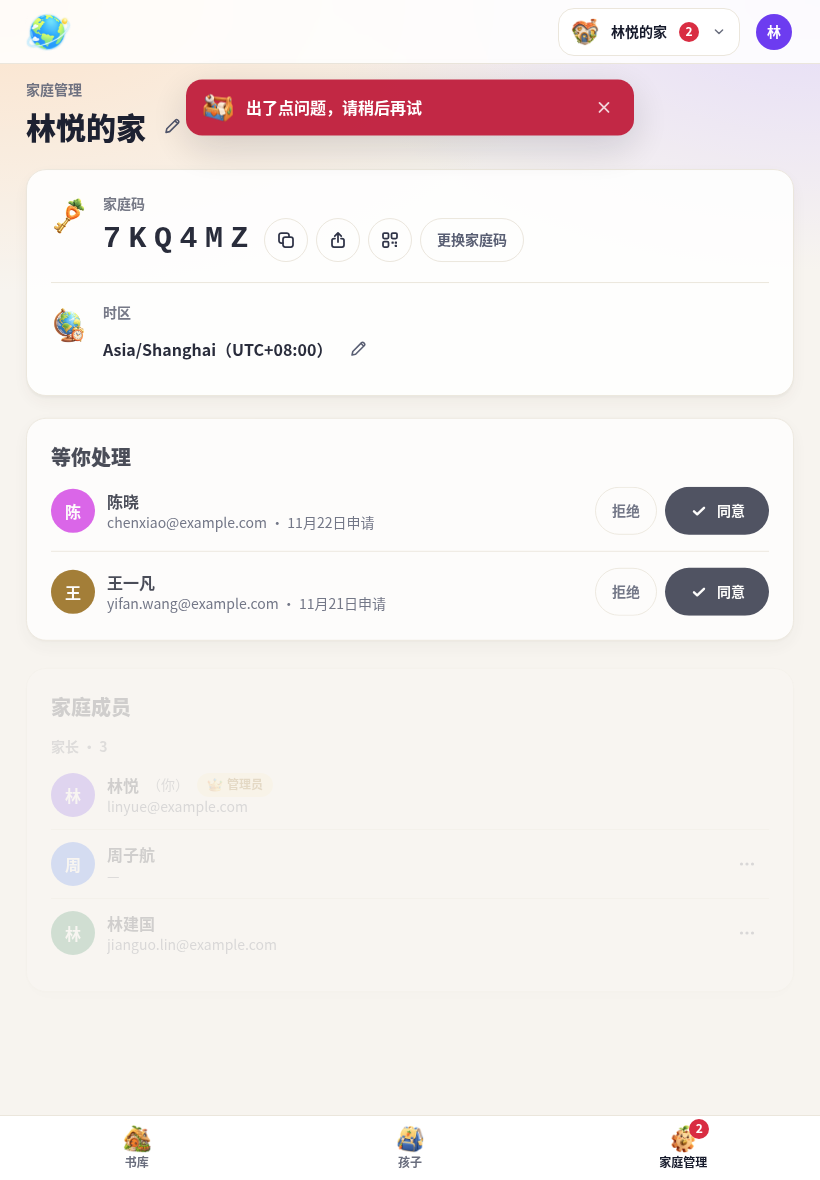 林悦的家 2 林
家庭管理
出了点问题，请稍后再试
林悦的家
家庭码
7KQ4MZ 更换家庭码
时区
Asia/Shanghai（UTC+08:00）
等你处理
陈 陈晓 拒绝 同意
chenxiao@example.com · 11月22日申请
王 王一凡 拒绝 同意
yifan.wang@example.com · 11月21日申请
家庭成员
家长 · 3
林 林悦 （你） 管理员
linyue@example.com
周 周子航
—
林 林建国
jianguo.lin@example.com
2
书库 孩子 家庭管理